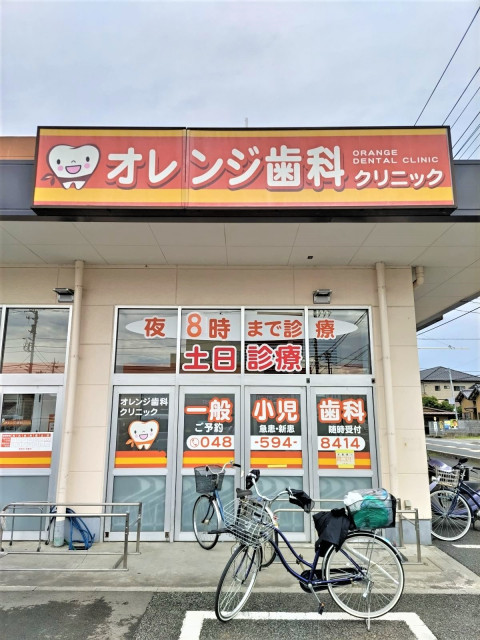 オレンジ歯科
ORANGE
DENTAL CLINIC
クリニック
夜8時まで診療
土日診療
オレンジ歯科
クリニック
一般
ご予約
048
小児
急患・新患
-594-
歯科
随時受付
8414